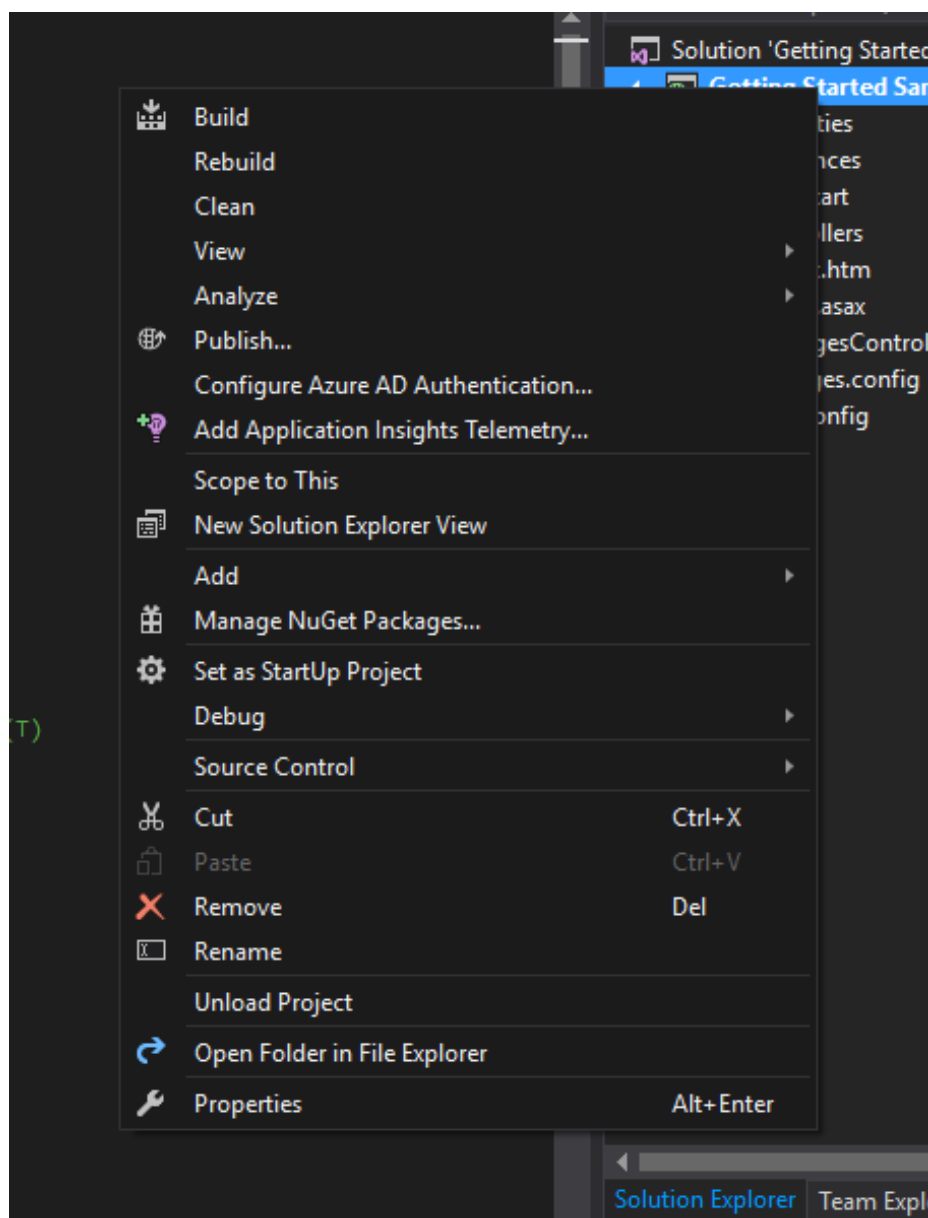 Solution 'Getting Started
Getting Started Sar
Build
ties
Rebuild
nces
Clean
art
View
llers
Analyze
.htm
Publish...
asax
Configure Azure AD Authentication...
gesControl
Add Application Insights Telemetry...
ges.config
onfig
Scope to This
New Solution Explorer View
Add
Manage NuGet Packages...
Set as StartUp Project
Debug
(T)
Source Control
Cut Ctrl+X
Paste Ctrl+V
Remove Del
Rename
Unload Project
Open Folder in File Explorer
Properties Alt+Enter
Solution Explorer Team Expl